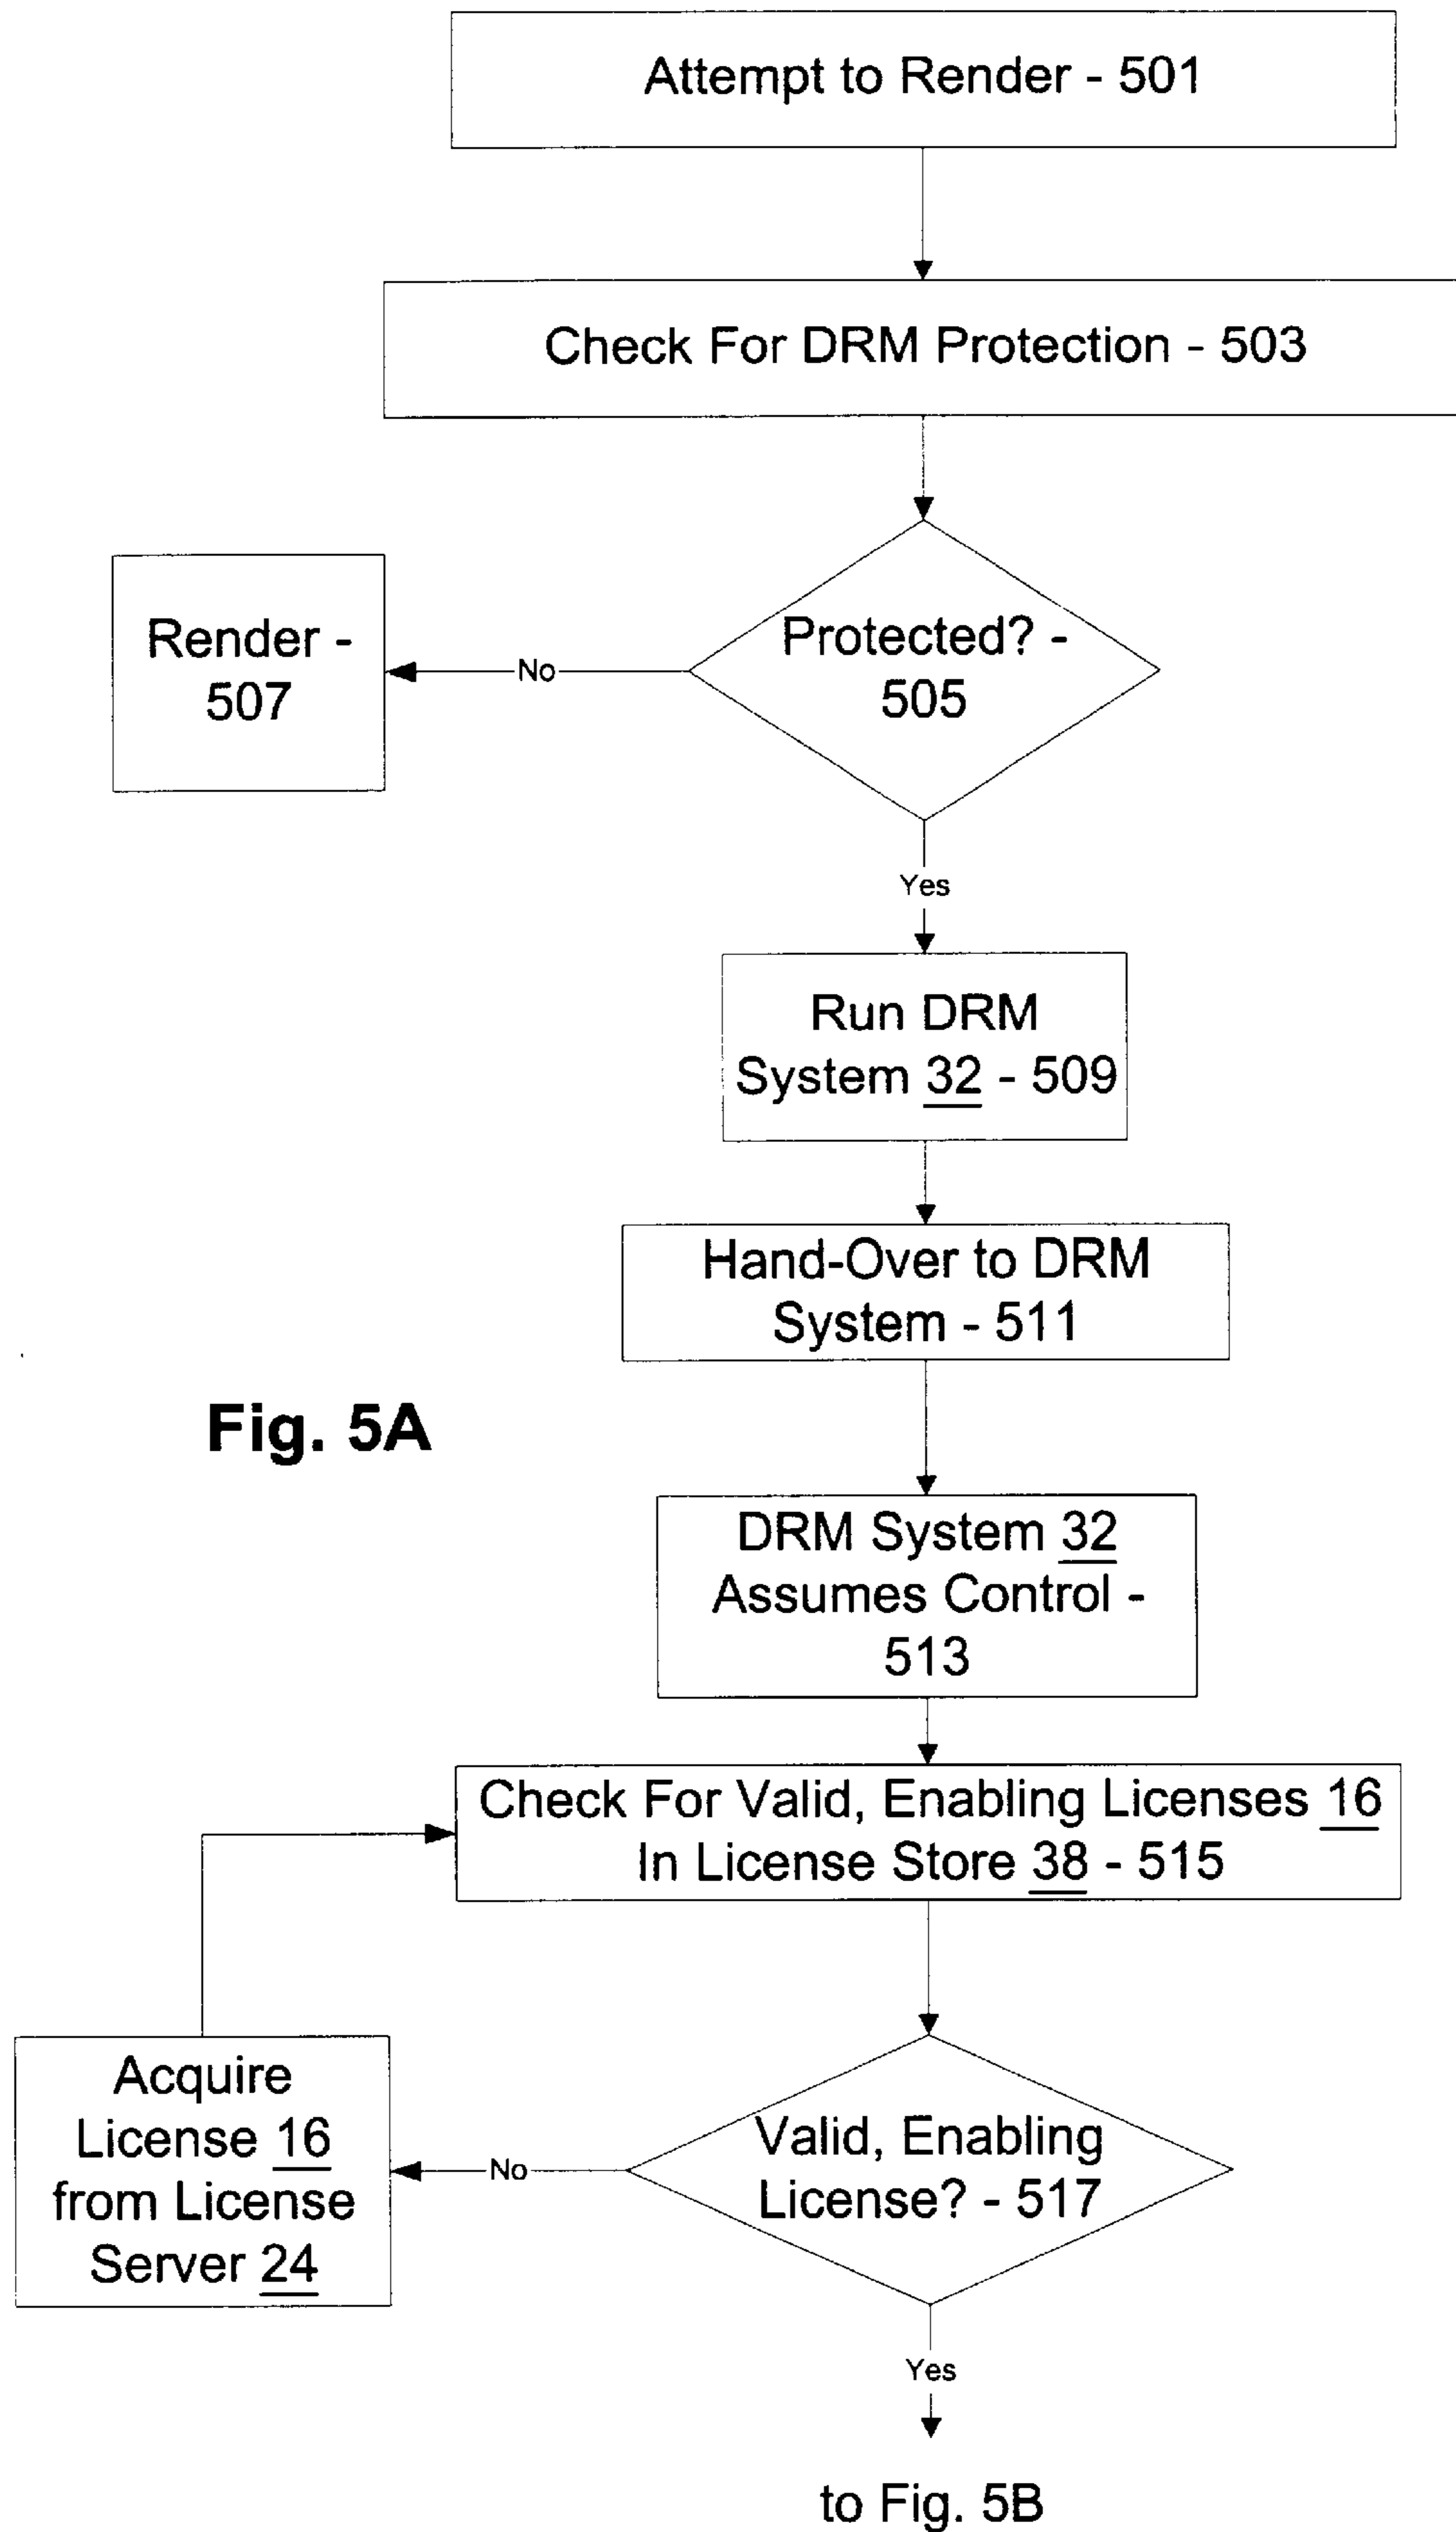 Attempt to Render - 501
Check For DRM Protection - 503
Protected? -
505
No
Render -
507
Yes
Run DRM
System 32 - 509
Hand-Over to DRM
System - 511
Fig. 5A
DRM System 32
Assumes Control -
513
Check For Valid, Enabling Licenses 16
In License Store 38 - 515
Valid, Enabling
License? - 517
No
Acquire
License 16
from License
Server 24
Yes
to Fig. 5B